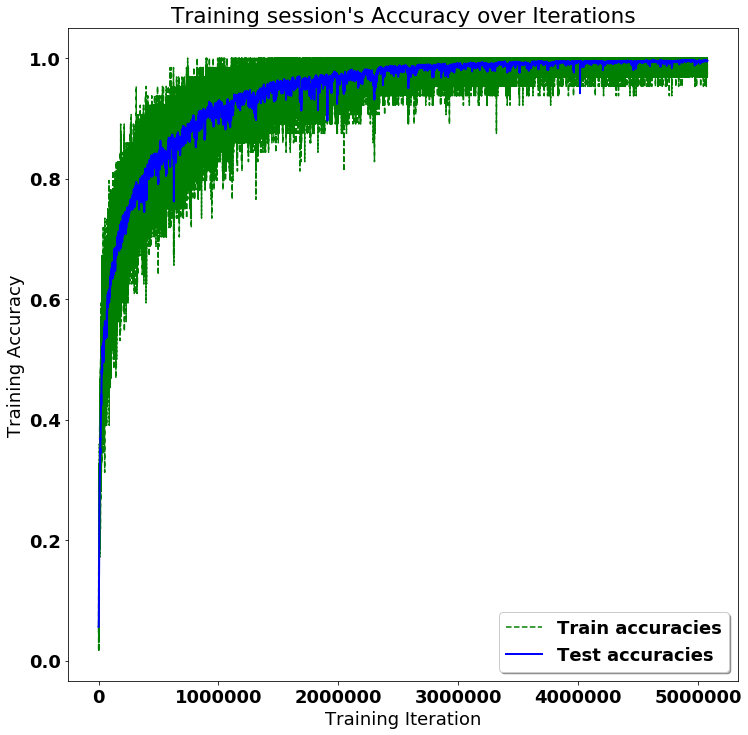 Training session's Accuracy over Iterations
1.0
0.8
0.6
0.4
0.2
0.0
Training Accuracy
0 1000000 2000000 3000000 4000000 5000000
Training Iteration
Train accuracies
Test accuracies